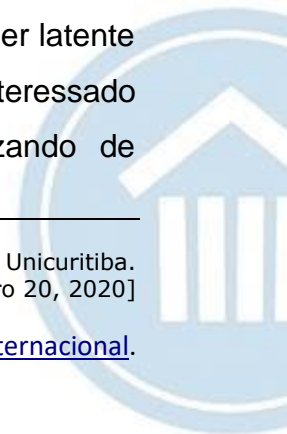 er latente
teressado
zando de
Unicuritiba.
ro 20, 2020]
ternacional.